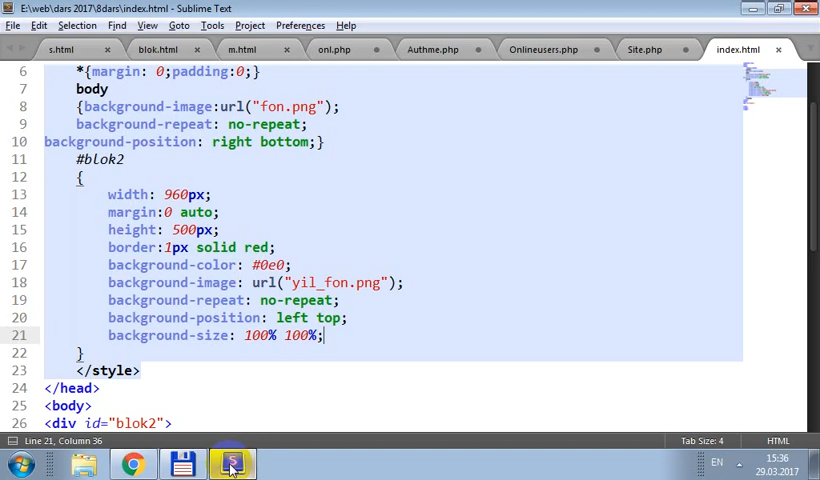 E:\web\dars 2017\8dars\index.html - Sublime Text
File Edit Selection Find View Goto Tools Project Preferences Help
s.html blok.html m.html onl.php Authme.php Onlineusers.php Site.php index.html
6 *{margin: 0;padding:0;}
7 body
8 {background-image:url("fon.png");
9 background-repeat: no-repeat;
10 background-position: right bottom;}
11 #blok2
12 {
13 width: 960px;
14 margin:0 auto;
15 height: 500px;
16 border:1px solid red;
17 background-color: #0e0;
18 background-image: url("yil_fon.png");
19 background-repeat: no-repeat;
20 background-position: left top;
21 background-size: 100% 100%;
22 }
23 </style>
24 </head>
25 <body>
26 <div id="blok2">
Line 21, Column 36 Tab Size: 4 HTML
EN 15:36
29.03.2017